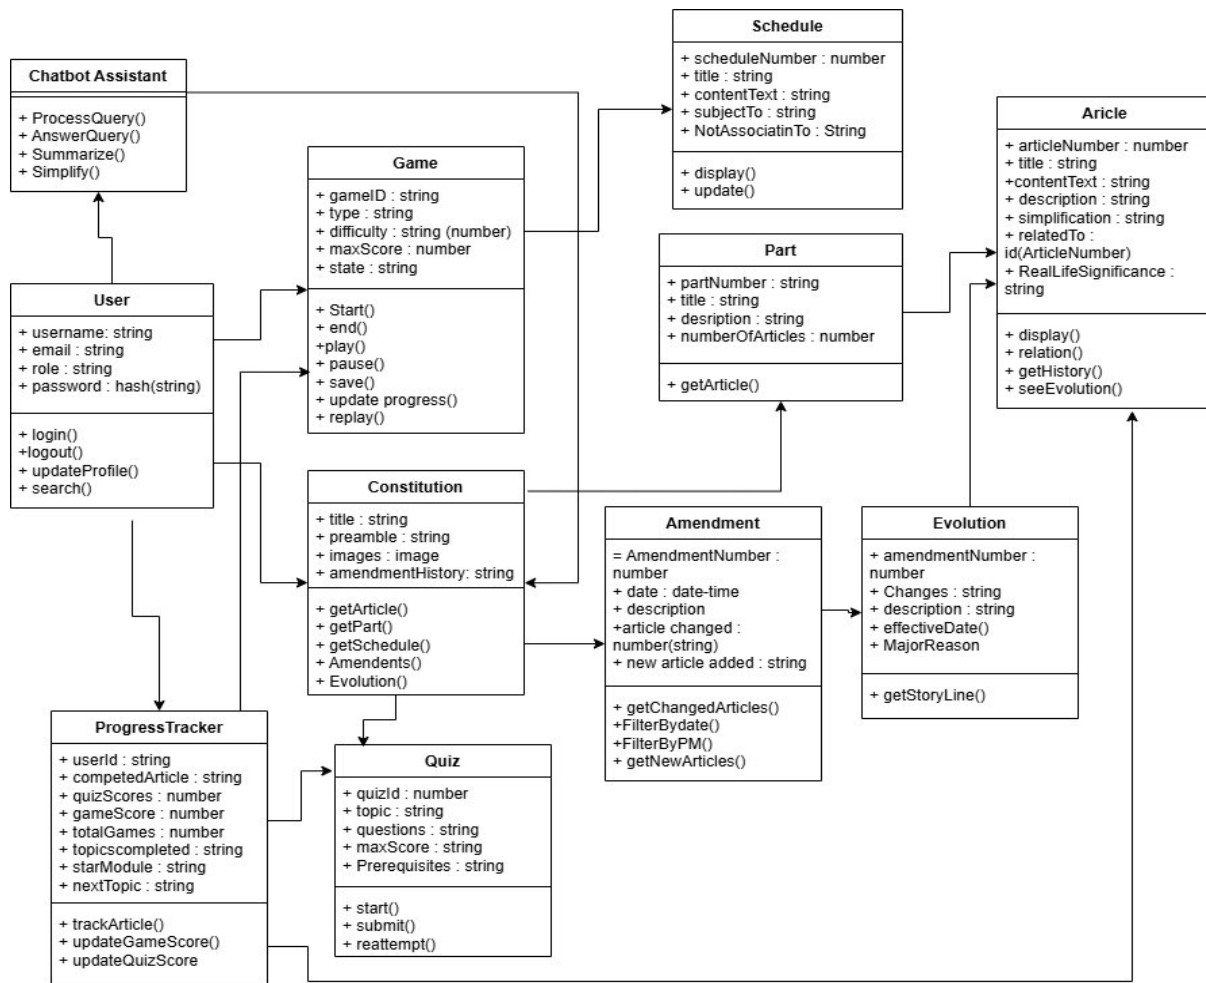 Schedule
+ scheduleNumber : number
+ title : string
+ contentText : string
+ subjectTo : string
+ NotAssociatinTo : String
+ display()
+ update()
Chatbot Assistant
+ ProcessQuery()
+ AnswerQuery()
+ Summarize()
+ Simplify()
Aricle
+ articleNumber : number
+ title : string
+contentText : string
+ description : string
+ simplification : string
+ relatedTo :
id(ArticleNumber)
+ RealLifeSignificance :
string
+ display()
+ relation()
+ getHistory()
+ seeEvolution()
Game
+ gameID : string
+ type : string
+ difficulty : string (number)
+ maxScore : number
+ state : string
+ Start()
+ end()
+play()
+ pause()
+ save()
+ update progress()
+ replay()
Part
+ partNumber : string
+ title : string
+ desription : string
+ numberOfArticles : number
+ getArticle()
User
+ username: string
+ email : string
+ role : string
+ password : hash(string)
+ login()
+logout()
+ updateProfile()
+ search()
Constitution
+ title : string
+ preamble : string
+ images : image
+ amendmentHistory: string
+ getArticle()
+ getPart()
+ getSchedule()
+ Amendents()
+ Evolution()
Amendment
= AmendmentNumber :
number
+ date : date-time
+ description
+article changed :
number(string)
+ new article added : string
+ getChangedArticles()
+FilterBydate()
+FilterByPM()
+ getNewArticles()
Evolution
+ amendmentNumber :
number
+ Changes : string
+ description : string
+ effectiveDate()
+ MajorReason
+ getStoryLine()
ProgressTracker
+ userId : string
+ competedArticle : string
+ quizScores : number
+ gameScore : number
+ totalGames : number
+ topicscompleted : string
+ starModule : string
+ nextTopic : string
+ trackArticle()
+ updateGameScore()
+ updateQuizScore
Quiz
+ quizId : number
+ topic : string
+ questions : string
+ maxScore : string
+ Prerequisites : string
+ start()
+ submit()
+ reattempt()